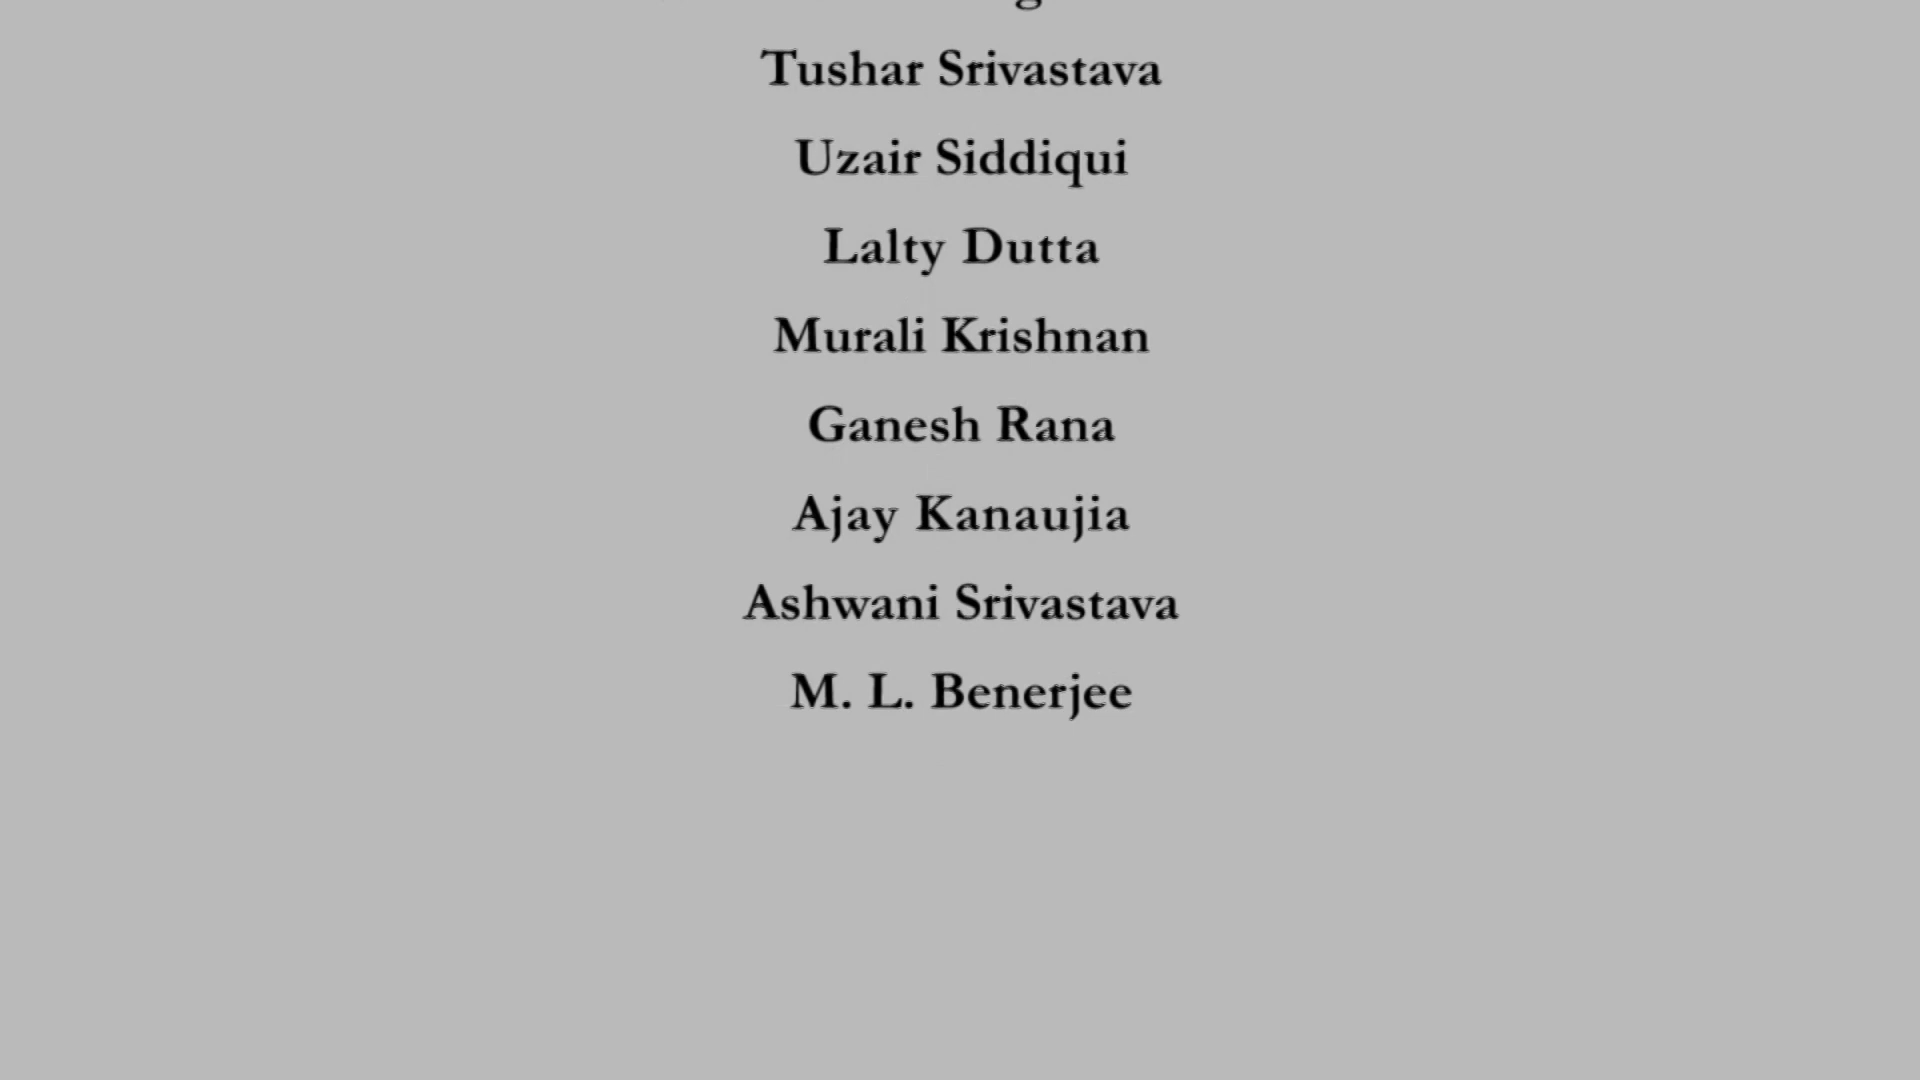 Tushar Srivastava
Uzair Siddiqui
Lalty Dutta
Murali Krishnan
Ganesh Rana
Ajay Kanaujia
Ashwani Srivastava
M. L. Benerjee